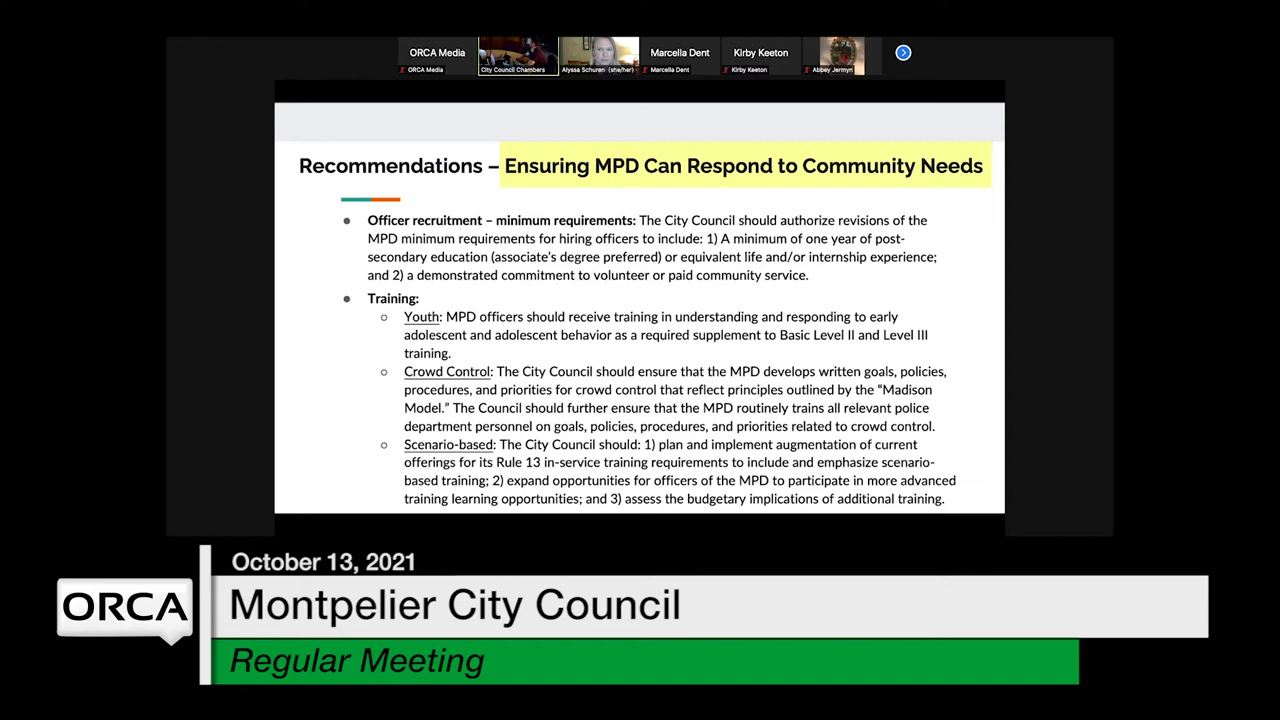 ORCA Media
Marcella Dent
Kirby Keeton
ORCA Media
City Council Chambers
Alyssa Schuren (she/her)
Marcella Dent
Kirby Keeton
Abbey Jermyn
Recommendations – Ensuring MPD Can Respond to Community Needs
● Officer recruitment – minimum requirements: The City Council should authorize revisions of the
MPD minimum requirements for hiring officers to include: 1) A minimum of one year of post-
secondary education (associate's degree preferred) or equivalent life and/or internship experience;
and 2) a demonstrated commitment to volunteer or paid community service.
● Training:
○ Youth: MPD officers should receive training in understanding and responding to early
adolescent and adolescent behavior as a required supplement to Basic Level II and Level III
training.
○ Crowd Control: The City Council should ensure that the MPD develops written goals, policies,
procedures, and priorities for crowd control that reflect principles outlined by the “Madison
Model.” The Council should further ensure that the MPD routinely trains all relevant police
department personnel on goals, policies, procedures, and priorities related to crowd control.
○ Scenario-based: The City Council should: 1) plan and implement augmentation of current
offerings for its Rule 13 in-service training requirements to include and emphasize scenario-
based training; 2) expand opportunities for officers of the MPD to participate in more advanced
training learning opportunities; and 3) assess the budgetary implications of additional training.
October 13, 2021
ORCA
Montpelier City Council
Regular Meeting